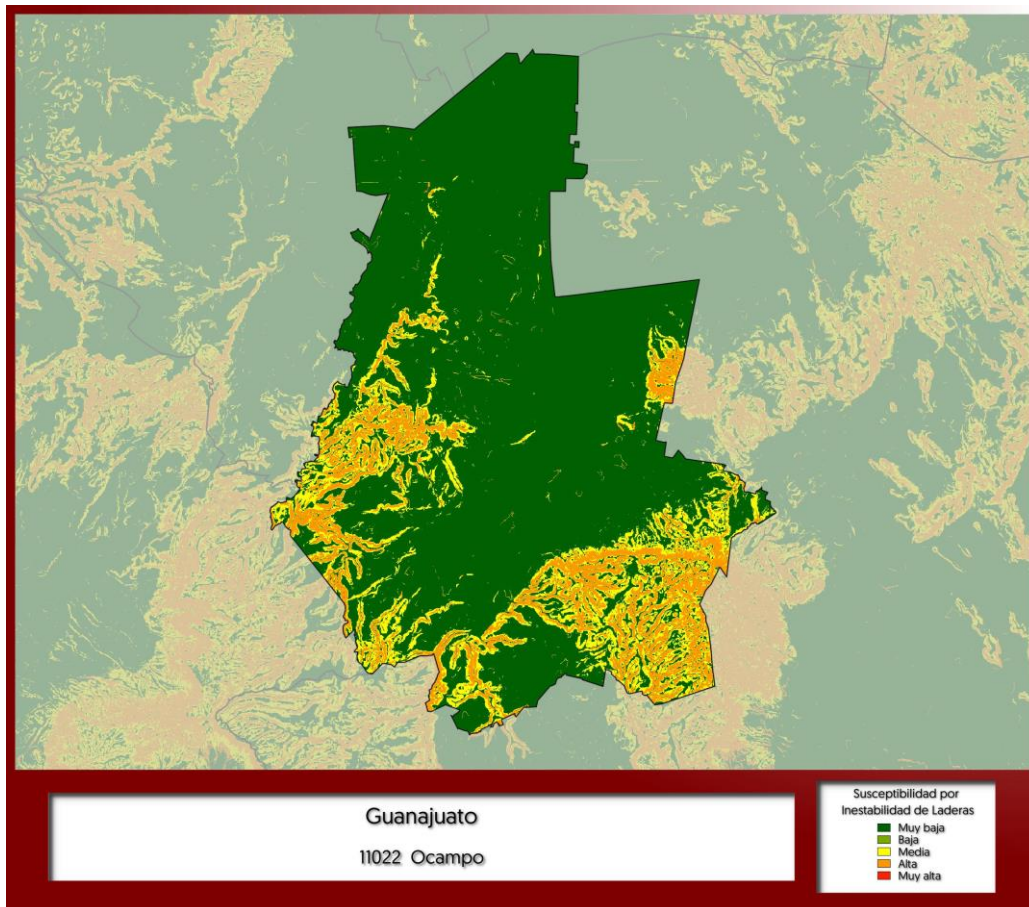 Guanajuato
11022 Ocampo
Susceptibilidad por
Inestabilidad de Laderas
Muy baja
Baja
Media
Alta
Muy alta